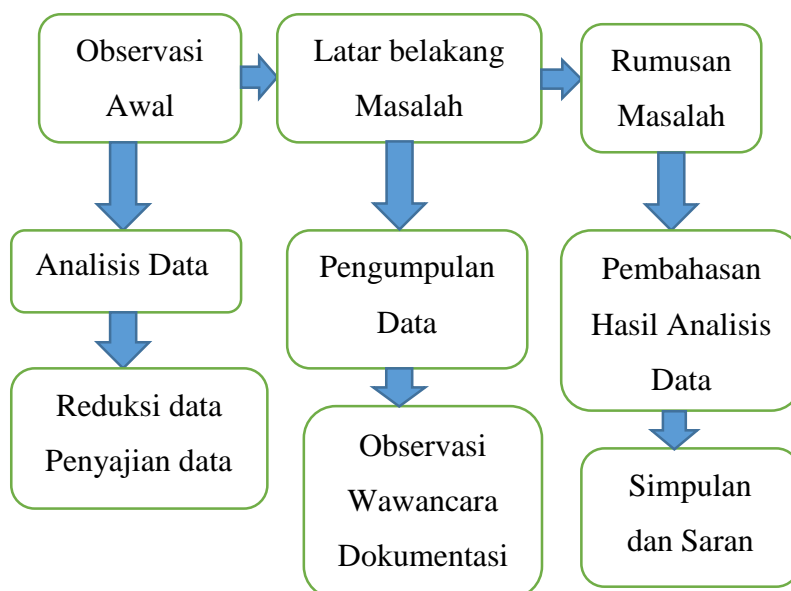 Observasi
Awal
Latar belakang
Masalah
Rumusan
Masalah
Analisis Data
Pengumpulan
Data
Pembahasan
Hasil Analisis
Data
Reduksi data
Penyajian data
Observasi
Wawancara
Dokumentasi
Simpulan
dan Saran